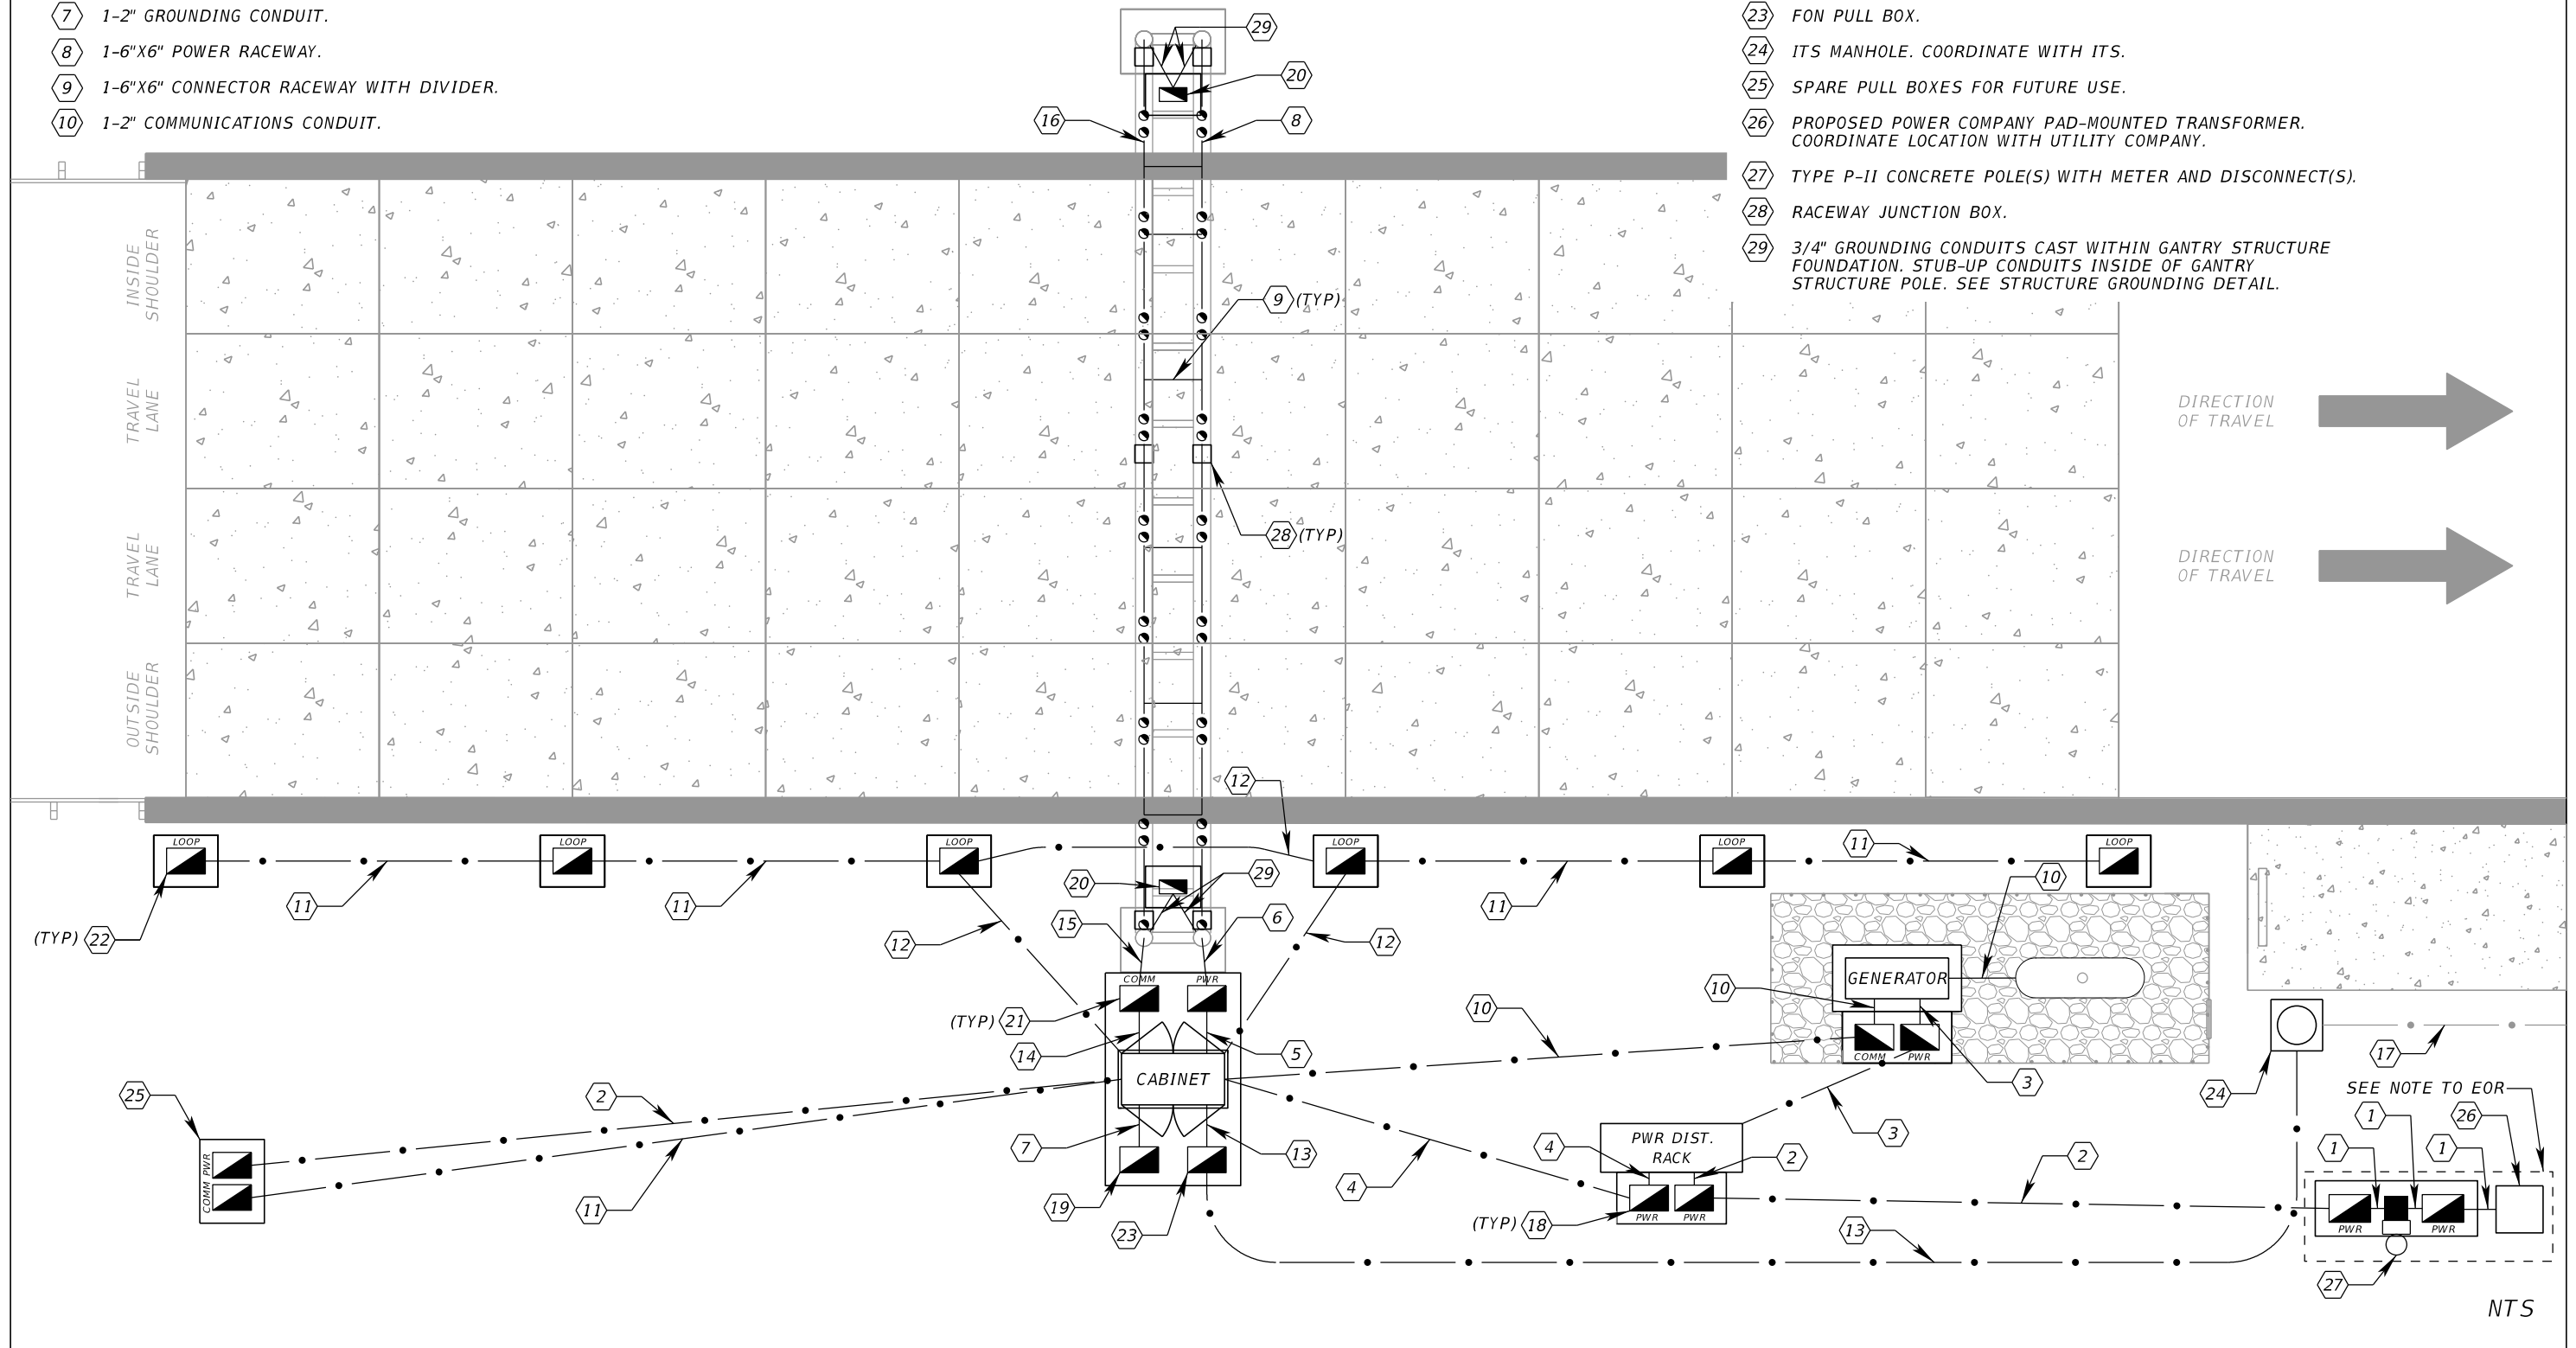 7 1-2" GROUNDING CONDUIT.
8 1-6"X6" POWER RACEWAY.
9 1-6"X6" CONNECTOR RACEWAY WITH DIVIDER.
10 1-2" COMMUNICATIONS CONDUIT.
23 FON PULL BOX.
24 ITS MANHOLE. COORDINATE WITH ITS.
25 SPARE PULL BOXES FOR FUTURE USE.
26 PROPOSED POWER COMPANY PAD-MOUNTED TRANSFORMER.
COORDINATE LOCATION WITH UTILITY COMPANY.
27 TYPE P-II CONCRETE POLE(S) WITH METER AND DISCONNECT(S).
28 RACEWAY JUNCTION BOX.
29 3/4" GROUNDING CONDUITS CAST WITHIN GANTRY STRUCTURE
FOUNDATION. STUB-UP CONDUITS INSIDE OF GANTRY
STRUCTURE POLE. SEE STRUCTURE GROUNDING DETAIL.
29
20
16
8
INSIDE
SHOULDER
9 (TYP)
TRAVEL
LANE
DIRECTION
OF TRAVEL
28 (TYP)
TRAVEL
LANE
DIRECTION
OF TRAVEL
OUTSIDE
SHOULDER
12
LOOP
LOOP
LOOP
LOOP
LOOP
LOOP
11
11
11
11
10
20
29
(TYP) 22
12
15
6
12
COMM
PWR
GENERATOR
10
10
(TYP) 21
14
5
COMM
PWR
3
17
24
CABINET
25
2
SEE NOTE TO EOR
1
26
1
1
PWR
COMM
7
13
PWR DIST.
RACK
3
4
2
2
4
11
19
23
(TYP) 18
PWR
PWR
13
PWR
PWR
27
NTS